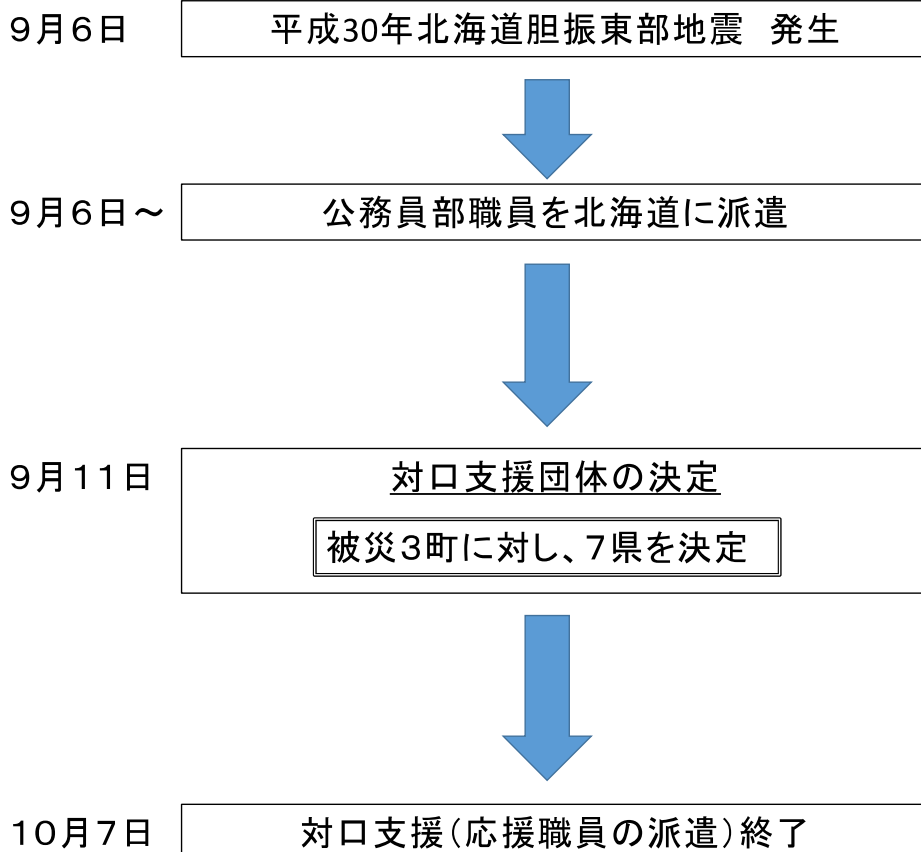 9月6日 平成30年北海道胆振東部地震　発生
9月6日～ 公務員部職員を北海道に派遣
9月11日 対口支援団体の決定
被災3町に対し、7県を決定
10月7日 対口支援(応援職員の派遣)終了